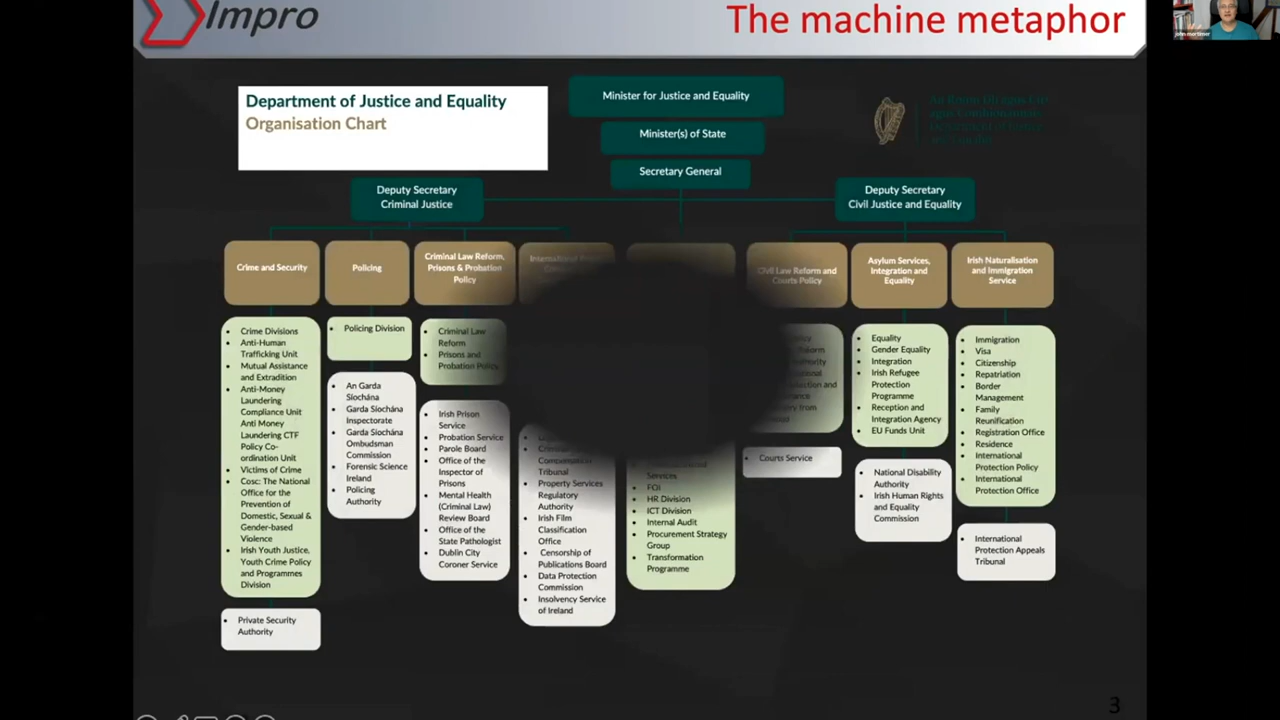 Impro
The machine metaphor
john mortimer
Department of Justice and Equality
Organisation Chart
Minister for Justice and Equality
Minister(s) of State
Secretary General
Deputy Secretary
Criminal Justice
Deputy Secretary
Civil Justice and Equality
Crime and Security
Policing
Criminal Law Reform,
Prisons & Probation
Policy
International
Civil Law Reform and
Courts Policy
Asylum Services,
Integration and
Equality
Irish Naturalisation
and Immigration
Service
• Crime Divisions
• Anti-Human
Trafficking Unit
• Mutual Assistance
and Extradition
• Anti-Money
Laundering
Compliance Unit
Anti Money
Laundering CTF
Policy Co-
ordination Unit
• Victims of Crime
• Cosc: The National
Office for the
Prevention of
Domestic, Sexual &
Gender-based
Violence
• Irish Youth Justice,
Youth Crime Policy
and Programmes
Division
• Private Security
Authority
• Policing Division
• An Garda
Síochána
• Garda Síochána
Inspectorate
• Garda Síochána
Ombudsman
Commission
• Forensic Science
Ireland
• Policing
Authority
• Criminal Law
Reform
• Prisons and
Probation Policy
• Irish Prison
Service
• Probation Service
• Parole Board
• Office of the
Inspector of
Prisons
• Mental Health
(Criminal Law)
Review Board
• Office of the
State Pathologist
• Dublin City
Coroner Service
Tribunal
• Property Services
Regulatory
Authority
• Irish Film
Classification
Office
• Censorship of
Publications Board
• Data Protection
Commission
• Insolvency Service
of Ireland
Services
• FOI
• HR Division
• ICT Division
• Internal Audit
• Procurement Strategy
Group
• Transformation
Programme
• Courts Service
• Equality
• Gender Equality
• Integration
• Irish Refugee
Protection
Programme
• Reception and
Integration Agency
• EU Funds Unit
• National Disability
Authority
• Irish Human Rights
and Equality
Commission
• Immigration
• Visa
• Citizenship
• Repatriation
• Border
Management
• Family
Reunification
• Registration Office
• Residence
• International
Protection Policy
• International
Protection Office
• International
Protection Appeals
Tribunal
3